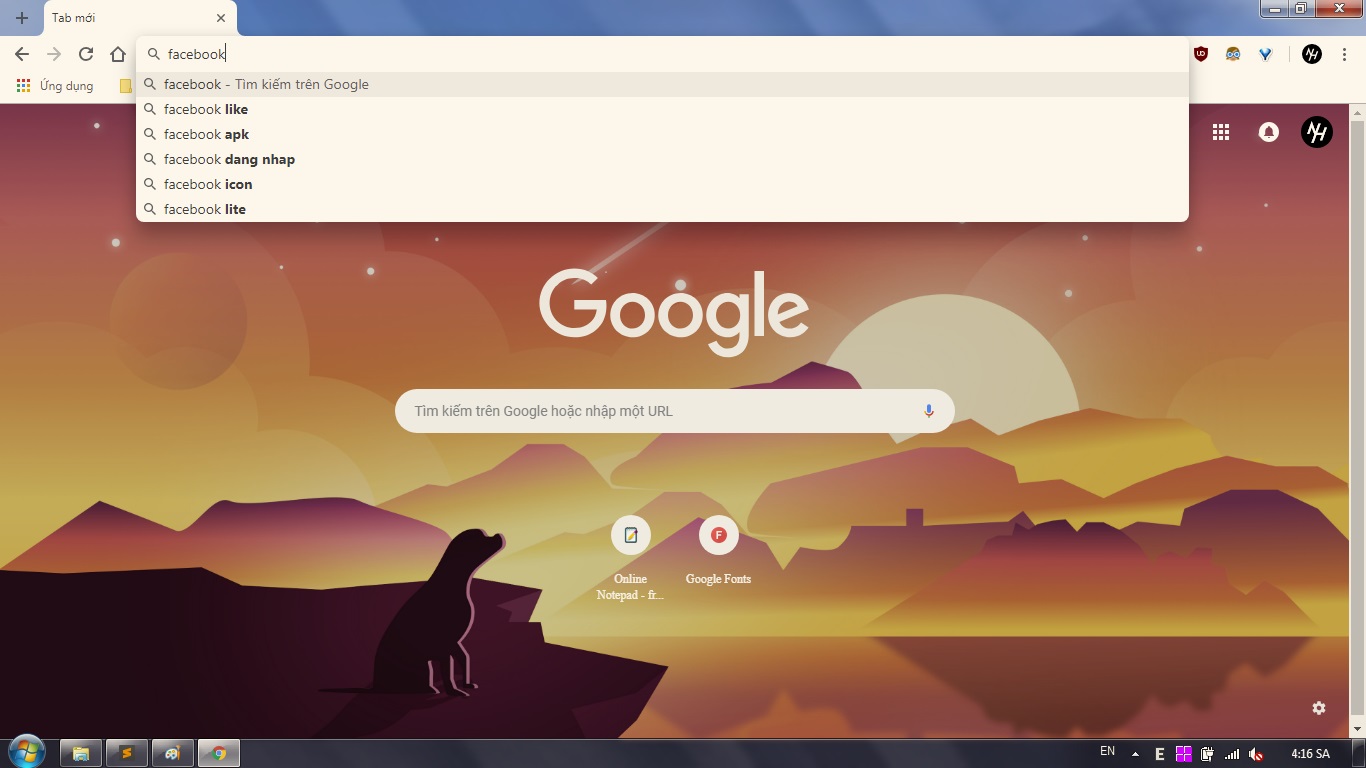 Tab mới
facebook
Ứng dụng
facebook - Tìm kiếm trên Google
facebook like
facebook apk
facebook dang nhap
facebook icon
facebook lite
NH
NH
Google
Tìm kiếm trên Google hoặc nhập một URL
F
Online
Notepad - fr...
Google Fonts
EN
E
4:16 SA